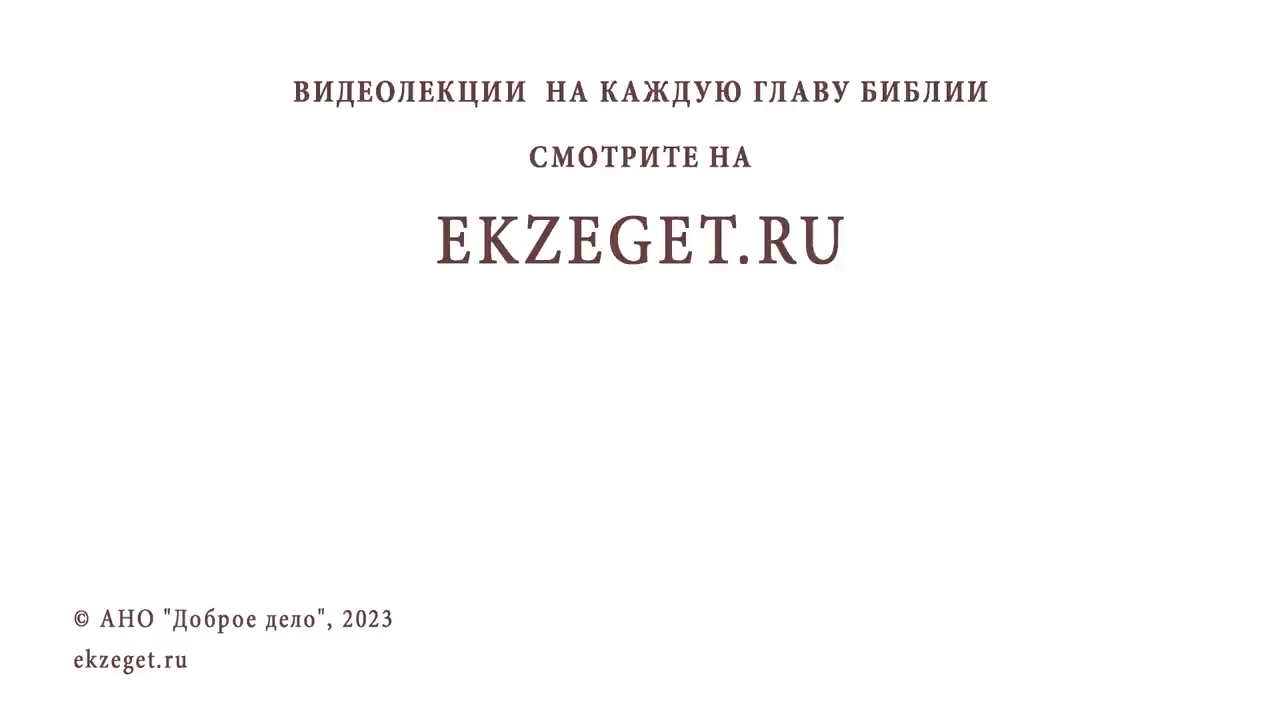 ВИДЕОЛЕКЦИИ НА КАЖДУЮ ГЛАВУ БИБЛИИ
СМОТРИТЕ НА
EKZEGET.RU
© АНО "Доброе дело", 2023
ekzeget.ru